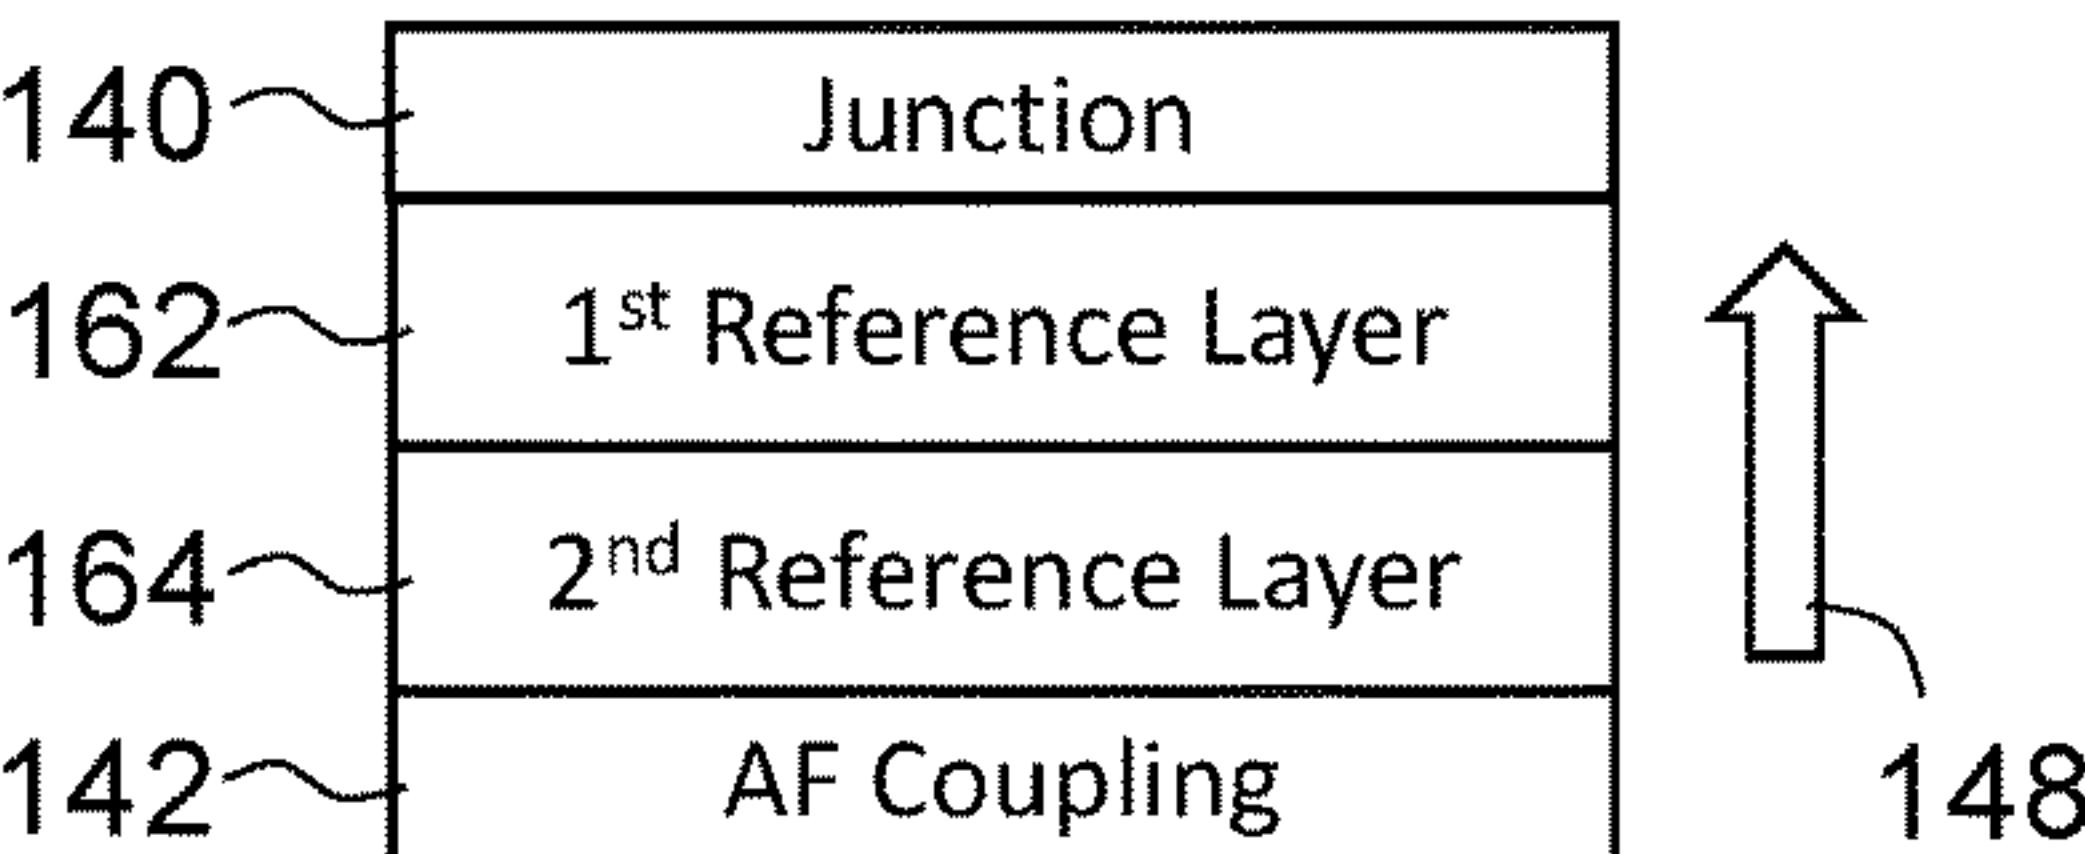 140 Junction
162 1st Reference Layer
164 2nd Reference Layer
142 AF Coupling 148